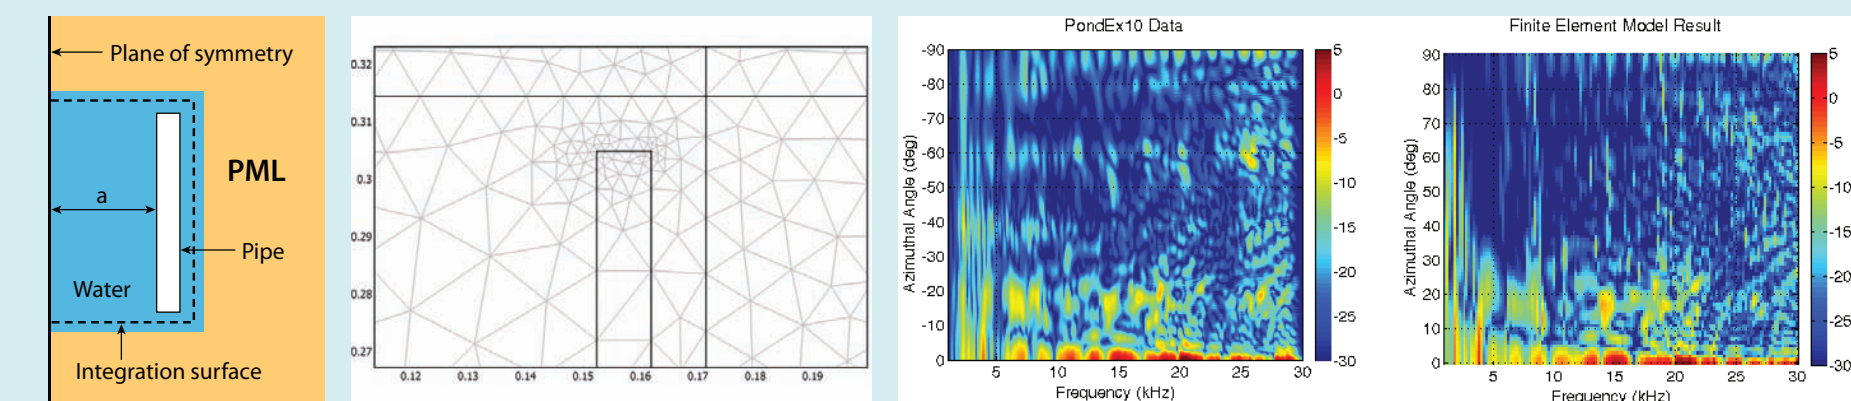 Plane of symmetry
PML
a
Pipe
Water
Integration surface
0.32
0.31
0.3
0.29
0.28
0.27
0.12 0.13 0.14 0.15 0.16 0.17 0.18 0.19
PondEx10 Data
Azimuthal Angle (deg)
-90
-80
-70
-60
-50
-40
-30
-20
-10
0
5 10 15 20 25 30
Frequency (kHz)
5
0
-5
-10
-15
-20
-25
-30
Finite Element Model Result
Azimuthal Angle (deg)
90
80
70
60
50
40
30
20
10
0
5 10 15 20 25 30
Frequency (kHz)
5
0
-5
-10
-15
-20
-25
-30